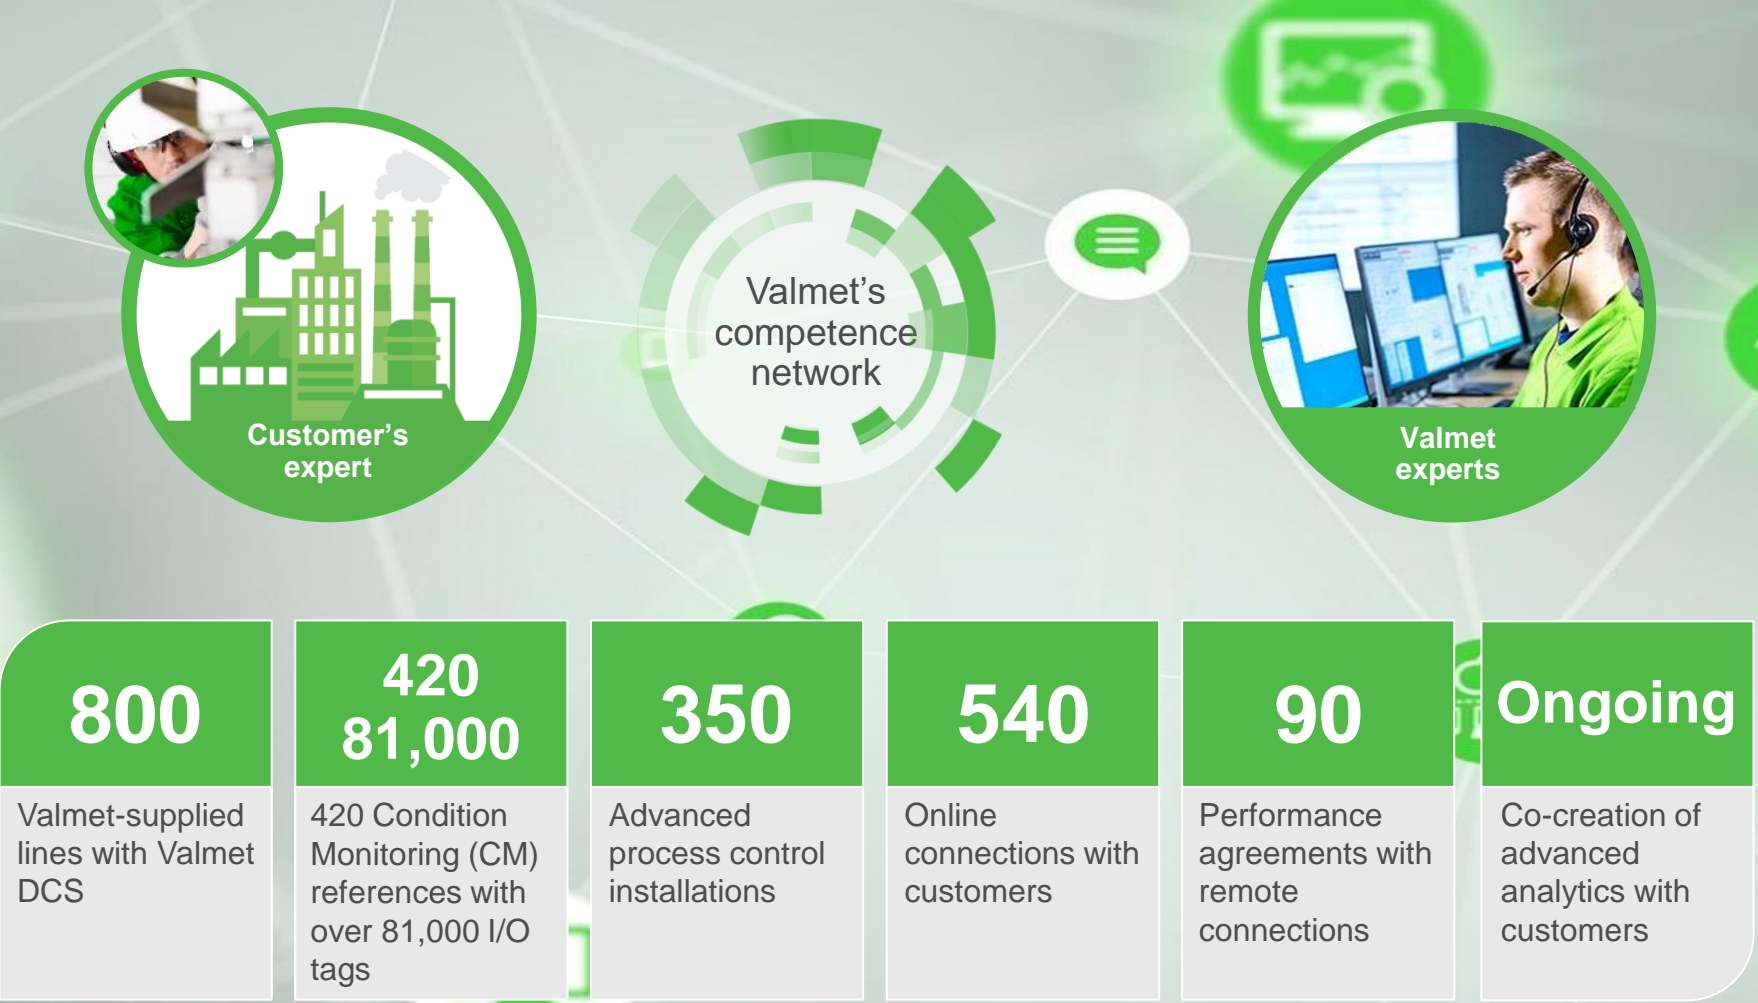 Valmet's
competence
network
Customer's
expert
Valmet
experts
800
Valmet-supplied
lines with Valmet
DCS
420
81,000
420 Condition
Monitoring (CM)
references with
over 81,000 I/O
tags
350
Advanced
process control
installations
540
Online
connections with
customers
90
Performance
agreements with
remote
connections
Ongoing
Co-creation of
advanced
analytics with
customers